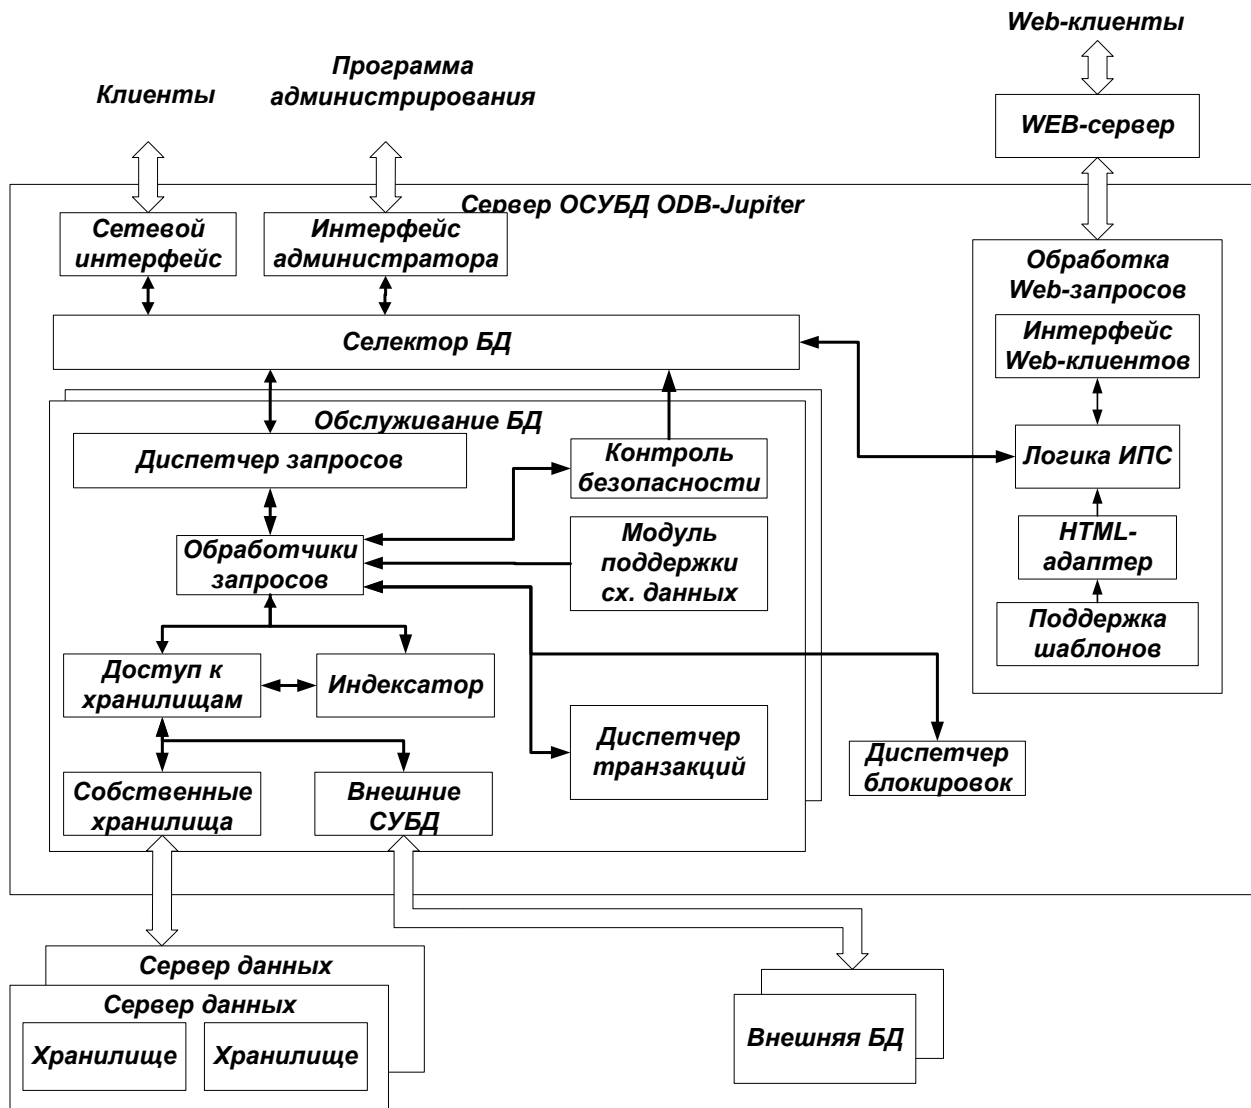 Web-клиенты
Программа
администрирования
Клиенты
WEB-сервер
Сервер ОСУБД ODB-Jupiter
Сетевой
интерфейс
Интерфейс
администратора
Обработка
Web-запросов
Селектор БД
Интерфейс
Web-клиентов
Обслуживание БД
Диспетчер запросов
Контроль
безопасности
Логика ИПС
Обработчики
запросов
Модуль
поддержки
сх. данных
HTML-
адаптер
Поддержка
шаблонов
Доступ к
хранилищам
Индексатор
Диспетчер
транзакций
Диспетчер
блокировок
Собственные
хранилища
Внешние
СУБД
Сервер данных
Сервер данных
Хранилище
Хранилище
Внешняя БД